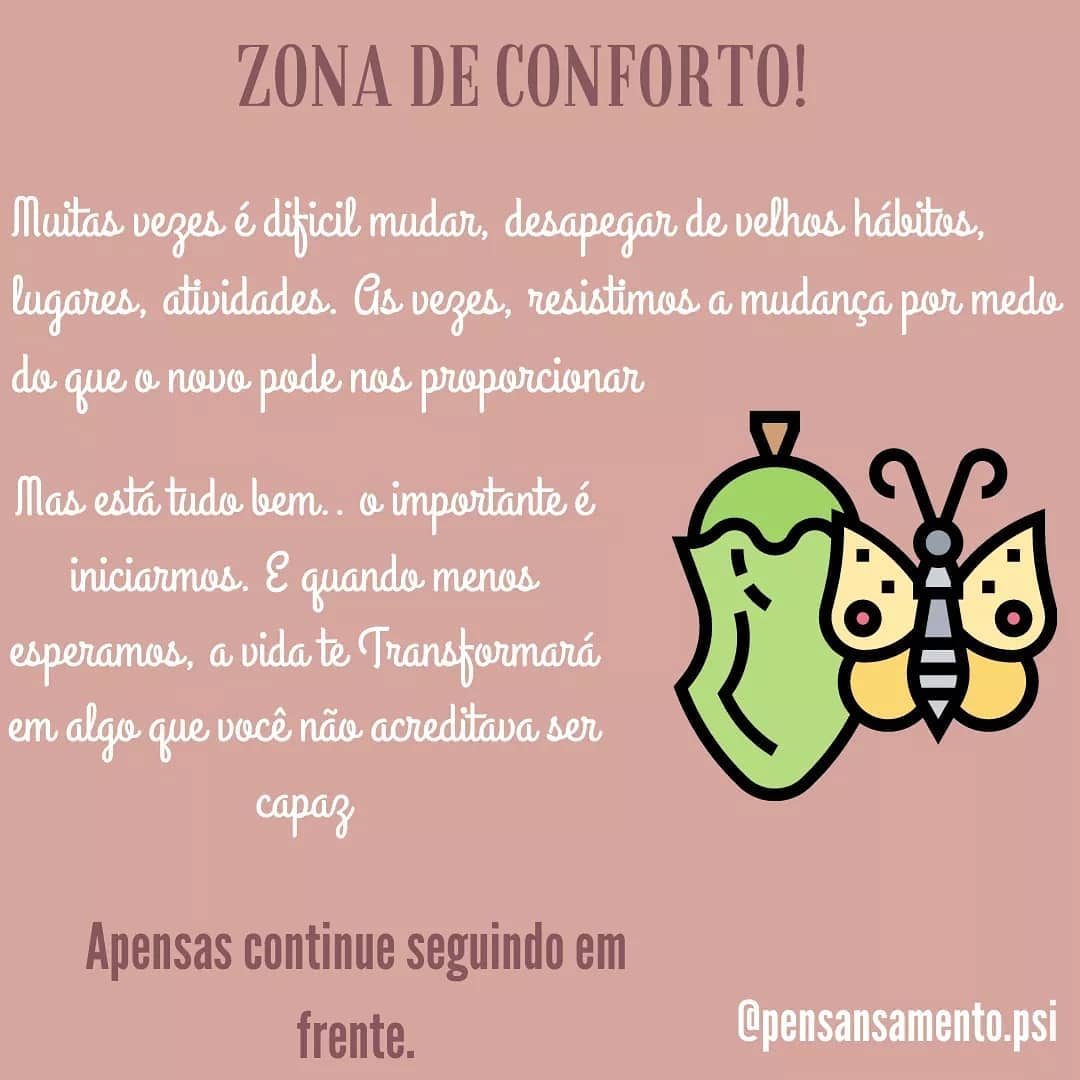 ZONA DE CONFORTO!
Muitas vezes é dificil mudar, desapegar de velhos hábitos,
lugares, atividades. As vezes, resistimos a mudança por medo
do que o novo pode nos proporcionar
Mas está tudo bem.. o importante é
iniciarmos. E quando menos
esperamos, a vida te Transformará
em algo que você não acreditava ser
capaz
Apensas continue seguindo em
frente.
@pensansamento.psi